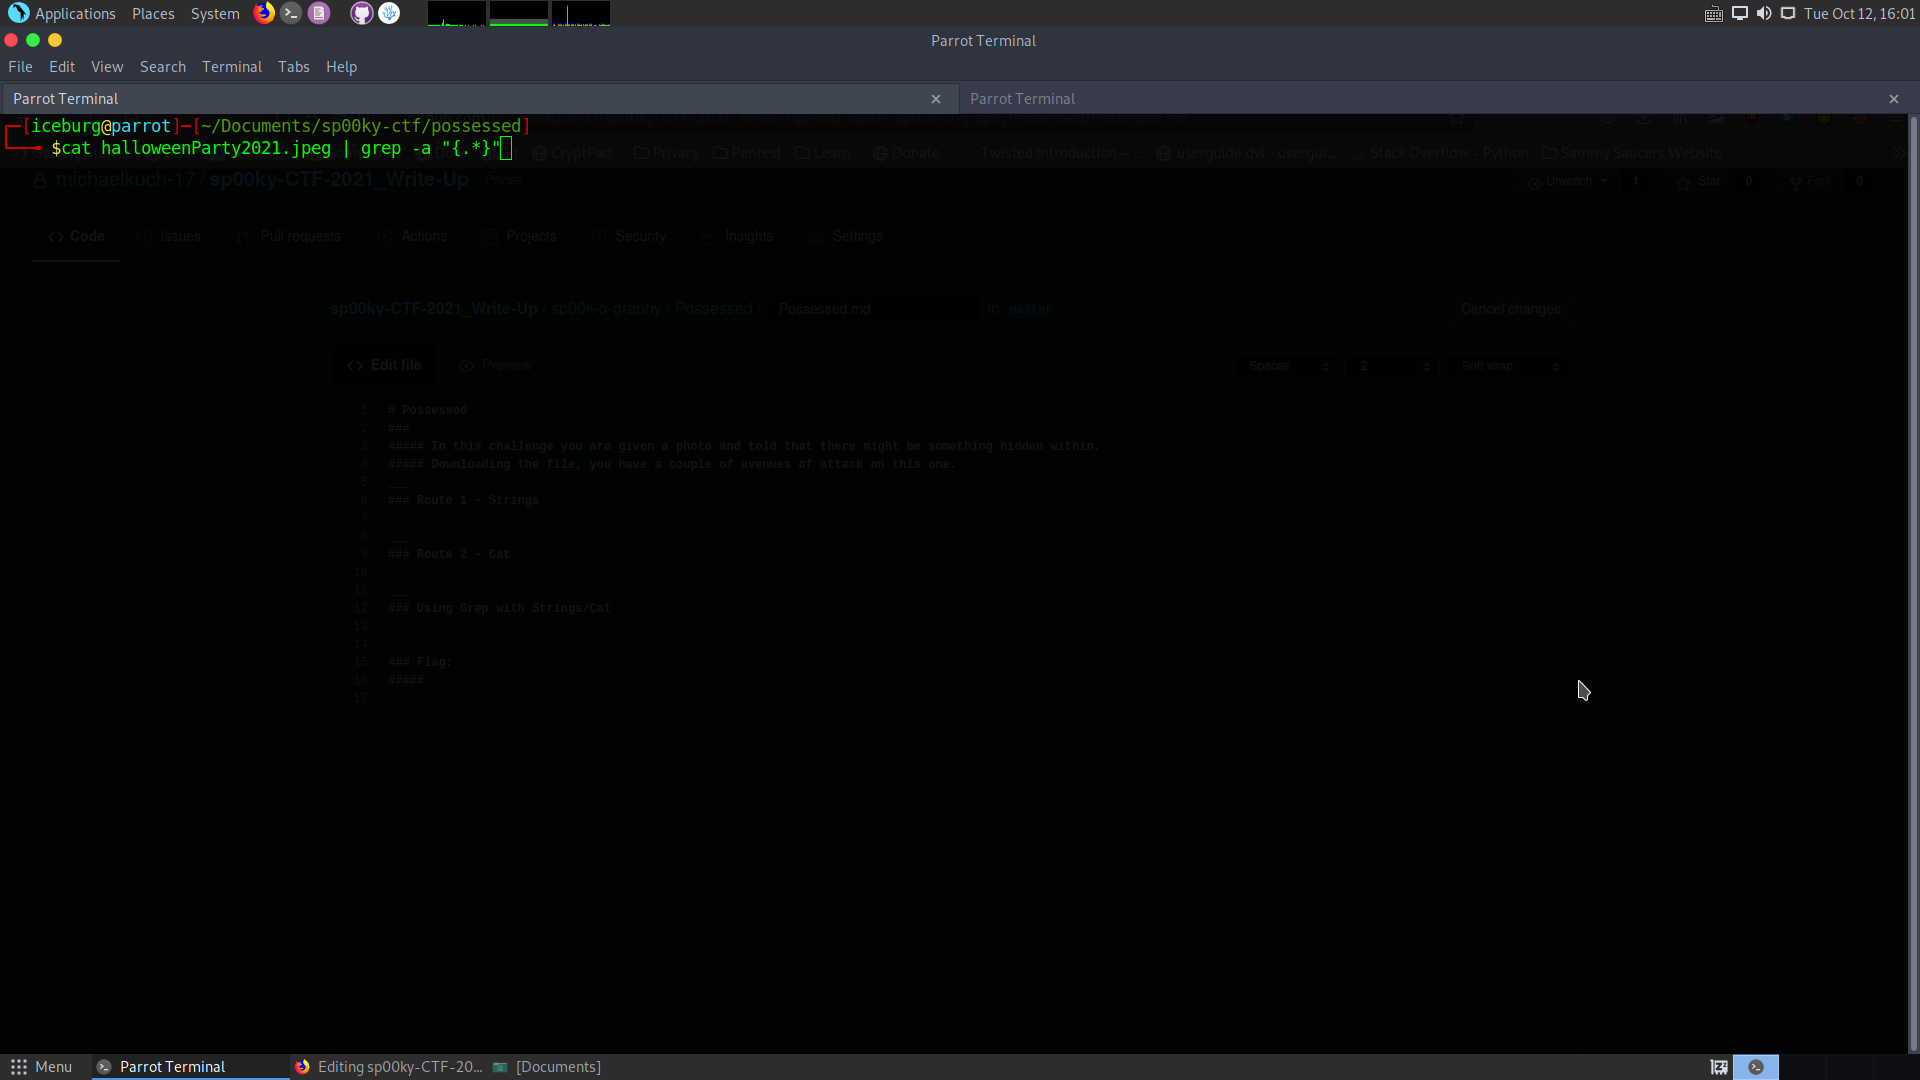 Applications Places System Tue Oct 12, 16:01
Parrot Terminal
File Edit View Search Terminal Tabs Help
Parrot Terminal Parrot Terminal
[iceburg@parrot]─[~/Documents/sp00ky-ctf/possessed]
$cat halloweenParty2021.jpeg | grep -a "{.*}"
CryptPad Privacy Pentest Learn Donate Twisted Introduction -... userguide.dvi - usergui... Stack Overflow - Python Sammy Saucers Website
michaelkuch-17 / sp00ky-CTF-2021_Write-Up Private Unwatch 1 Star 0 Fork 0
Code Issues Pull requests Actions Projects Security Insights Settings
sp00ky-CTF-2021_Write-Up / sp00k-o-graphy / Possessed / Possessed.md in master Cancel changes
Edit file Preview Spaces 2 Soft wrap
1 # Possessed
2 ###
3 ##### In this challenge you are given a photo and told that there might be something hidden within.
4 ##### Downloading the file, you have a couple of avenues of attack on this one.
5 ___
6 ### Route 1 - Strings
7
8 ___
9 ### Route 2 - Cat
10
11 ___
12 ### Using Grep with Strings/Cat
13
14
15 ### Flag:
16 #####
17
Menu Parrot Terminal Editing sp00ky-CTF-20... [Documents]